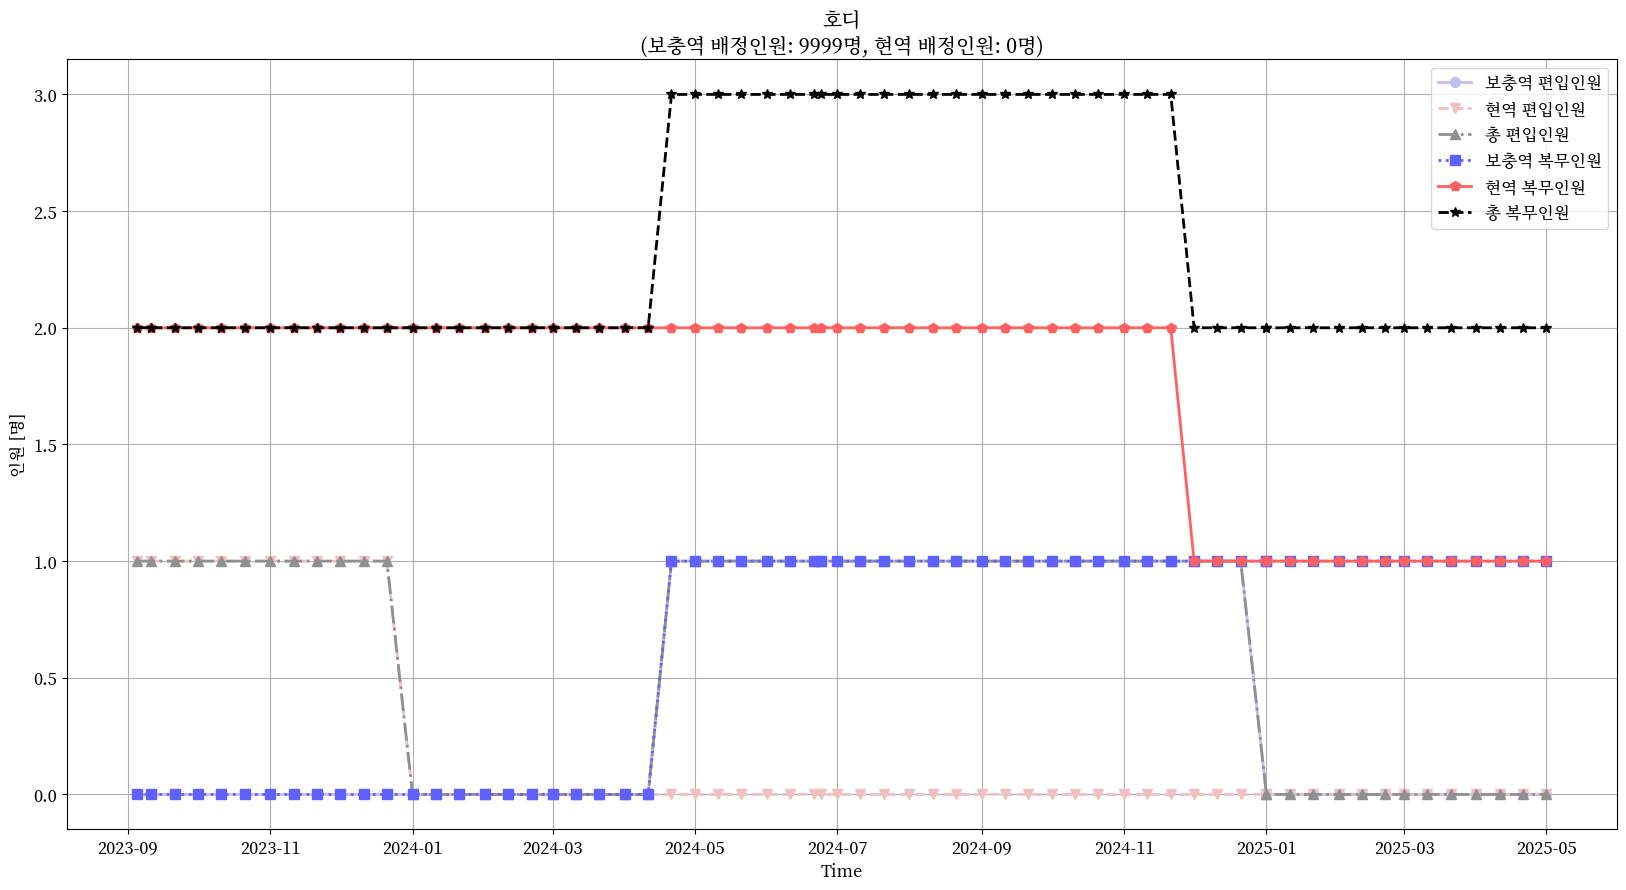 호디
(보충역 배정인원: 9999명, 현역 배정인원: 0명)
보충역 편입인원
현역 편입인원
총 편입인원
보충역 복무인원
현역 복무인원
총 복무인원
인원 [명]
3.0
2.5
2.0
1.5
1.0
0.5
0.0
2023-09
2023-11
2024-01
2024-03
2024-05
2024-07
2024-09
2024-11
2025-01
2025-03
2025-05
Time